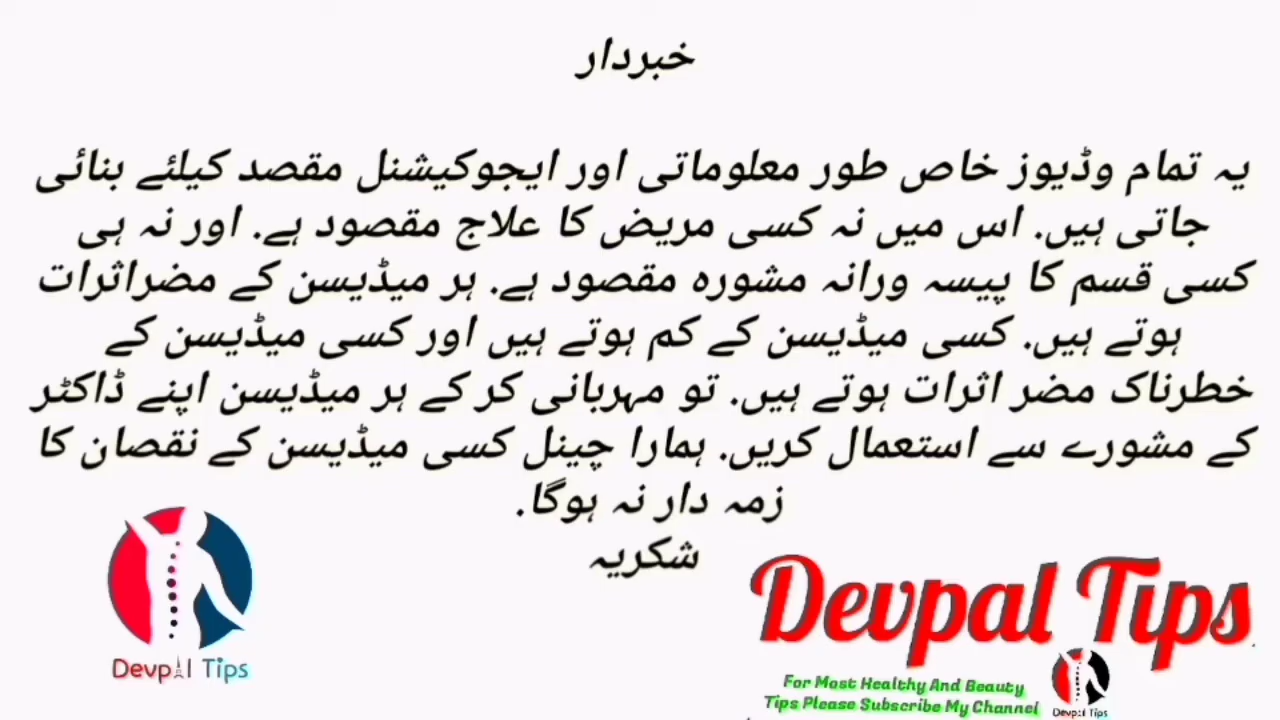 خبردار
یہ تمام وڈیوز خاص طور معلوماتی اور ایجوکیشنل مقصد کیلئے بنائی
جاتی ہیں. اس میں نہ کسی مریض کا علاج مقصود ہے. اور نہ ہی
کسی قسم کا پیسہ ورانہ مشورہ مقصود ہے. ہر میڈیسن کے مضراثرات
ہوتے ہیں. کسی میڈیسن کے کم ہوتے ہیں اور کسی میڈیسن کے
خطرناک مضر اثرات ہوتے ہیں. تو مہربانی کر کے ہر میڈیسن اپنے ڈاکٹر
کے مشورے سے استعمال کریں. ہمارا چینل کسی میڈیسن کے نقصان کا
زمہ دار نہ ہوگا.
شکریہ
Devpal Tips
Devpal Tips
For Most Healthy And Beauty
Tips Please Subscribe My Channel
Devpal Tips